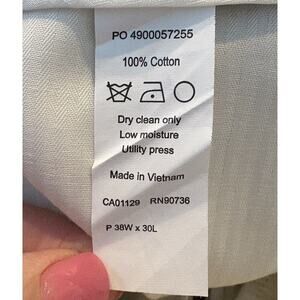 PO 4900057255
100% Cotton
Dry clean only
Low moisture
Utility press
Made in Vietnam
CA01129 RN90736
P 38W x 30L